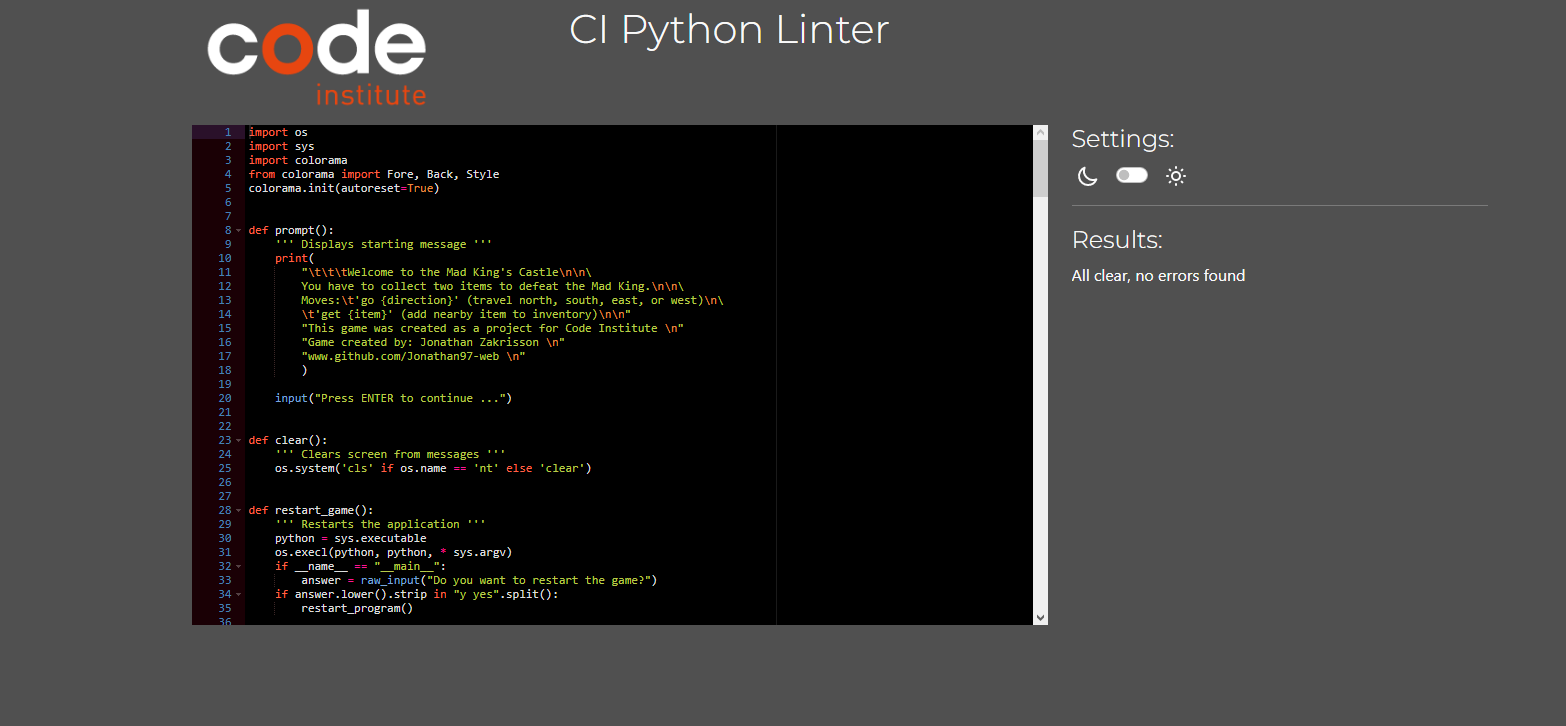 code
institute
CI Python Linter
1 import os
2 import sys
3 import colorama
4 from colorama import Fore, Back, Style
5 colorama.init(autoreset=True)
6
7
8 def prompt():
9     ''' Displays starting message '''
10     print(
11         "\t\t\tWelcome to the Mad King's Castle\n\n\
12         You have to collect two items to defeat the Mad King.\n\n\
13         Moves:\t'go {direction}' (travel north, south, east, or west)\n\
14         \t'get {item}' (add nearby item to inventory)\n\n"
15         "This game was created as a project for Code Institute \n"
16         "Game created by: Jonathan Zakrisson \n"
17         "www.github.com/Jonathan97-web \n"
18         )
19
20     input("Press ENTER to continue ...")
21
22
23 def clear():
24     ''' Clears screen from messages '''
25     os.system('cls' if os.name == 'nt' else 'clear')
26
27
28 def restart_game():
29     ''' Restarts the application '''
30     python = sys.executable
31     os.execl(python, python, * sys.argv)
32     if __name__ == "__main__":
33         answer = raw_input("Do you want to restart the game?")
34     if answer.lower().strip in "y yes".split():
35         restart_program()
36
Settings:
Results:
All clear, no errors found